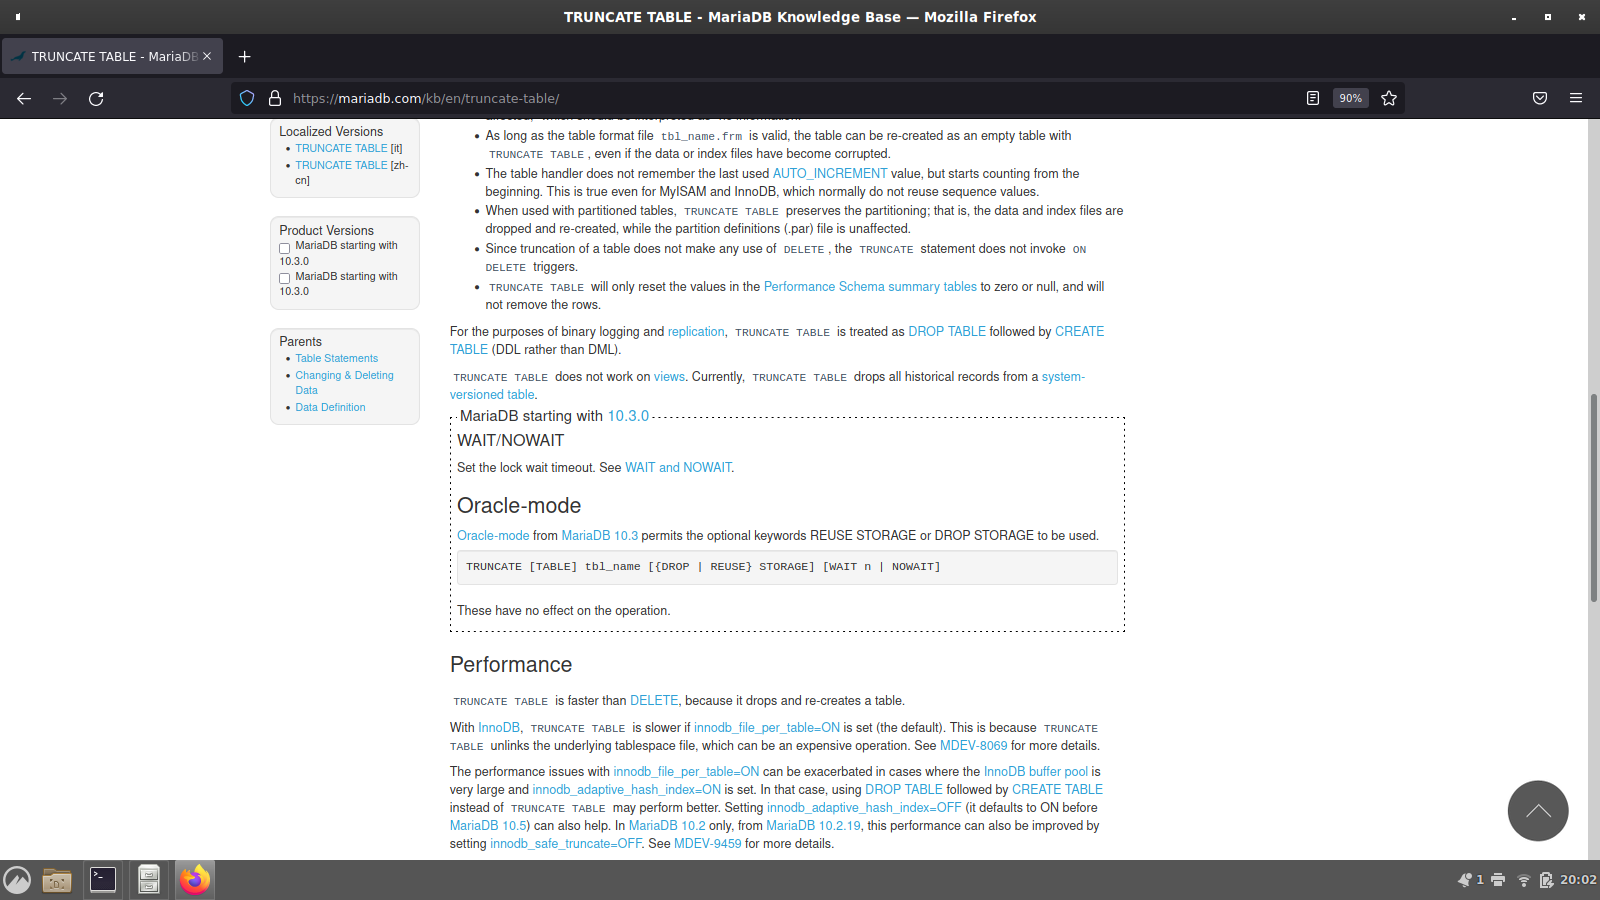 TRUNCATE TABLE - MariaDB Knowledge Base — Mozilla Firefox
TRUNCATE TABLE - MariaDB
https://mariadb.com/kb/en/truncate-table/
90%
Localized Versions
TRUNCATE TABLE [it]
TRUNCATE TABLE [zh-
cn]
Product Versions
MariaDB starting with
10.3.0
MariaDB starting with
10.3.0
Parents
Table Statements
Changing & Deleting
Data
Data Definition
As long as the table format file tbl_name.frm is valid, the table can be re-created as an empty table with
TRUNCATE TABLE , even if the data or index files have become corrupted.
The table handler does not remember the last used AUTO_INCREMENT value, but starts counting from the
beginning. This is true even for MyISAM and InnoDB, which normally do not reuse sequence values.
When used with partitioned tables, TRUNCATE TABLE preserves the partitioning; that is, the data and index files are
dropped and re-created, while the partition definitions (.par) file is unaffected.
Since truncation of a table does not make any use of DELETE , the TRUNCATE statement does not invoke ON
DELETE triggers.
TRUNCATE TABLE will only reset the values in the Performance Schema summary tables to zero or null, and will
not remove the rows.
For the purposes of binary logging and replication, TRUNCATE TABLE is treated as DROP TABLE followed by CREATE
TABLE (DDL rather than DML).
TRUNCATE TABLE does not work on views. Currently, TRUNCATE TABLE drops all historical records from a system-
versioned table.
MariaDB starting with 10.3.0
WAIT/NOWAIT
Set the lock wait timeout. See WAIT and NOWAIT.
Oracle-mode
Oracle-mode from MariaDB 10.3 permits the optional keywords REUSE STORAGE or DROP STORAGE to be used.
TRUNCATE [TABLE] tbl_name [{DROP | REUSE} STORAGE] [WAIT n | NOWAIT]
These have no effect on the operation.
Performance
TRUNCATE TABLE is faster than DELETE, because it drops and re-creates a table.
With InnoDB, TRUNCATE TABLE is slower if innodb_file_per_table=ON is set (the default). This is because TRUNCATE
TABLE unlinks the underlying tablespace file, which can be an expensive operation. See MDEV-8069 for more details.
The performance issues with innodb_file_per_table=ON can be exacerbated in cases where the InnoDB buffer pool is
very large and innodb_adaptive_hash_index=ON is set. In that case, using DROP TABLE followed by CREATE TABLE
instead of TRUNCATE TABLE may perform better. Setting innodb_adaptive_hash_index=OFF (it defaults to ON before
MariaDB 10.5) can also help. In MariaDB 10.2 only, from MariaDB 10.2.19, this performance can also be improved by
setting innodb_safe_truncate=OFF. See MDEV-9459 for more details.
1
20:02